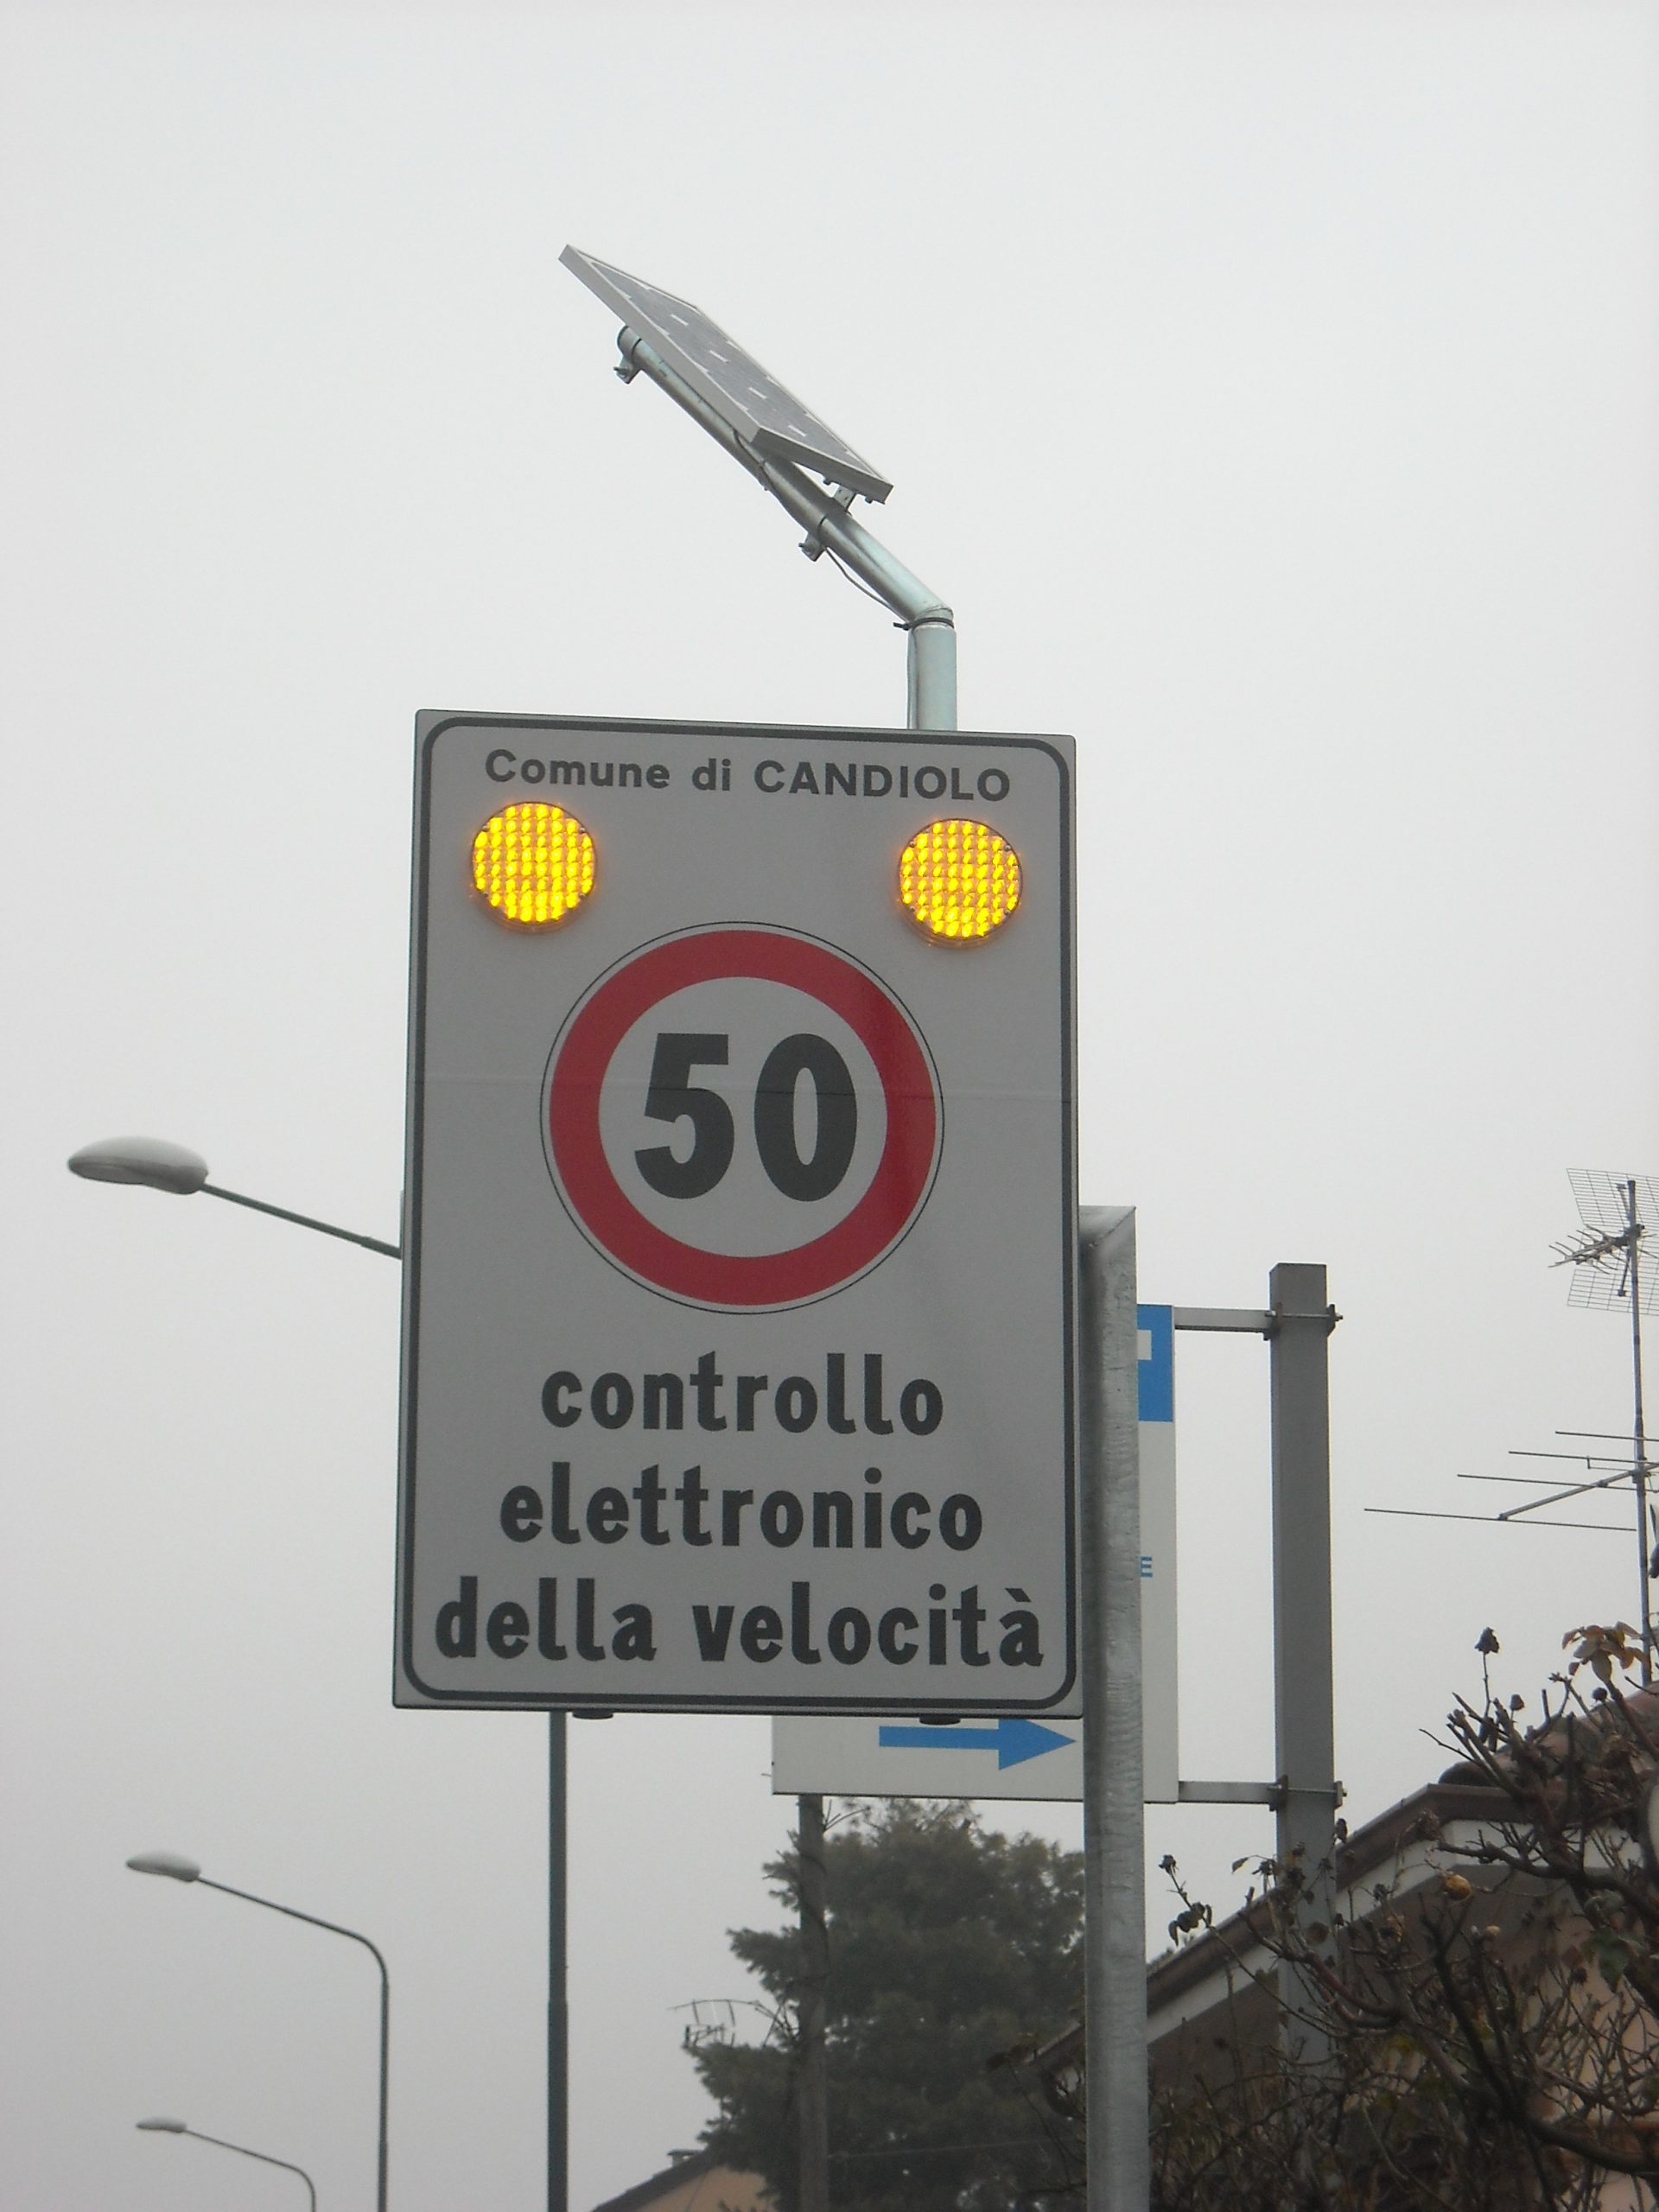 Comune di CANDIOLO
50
controllo
elettronico
della velocità
E